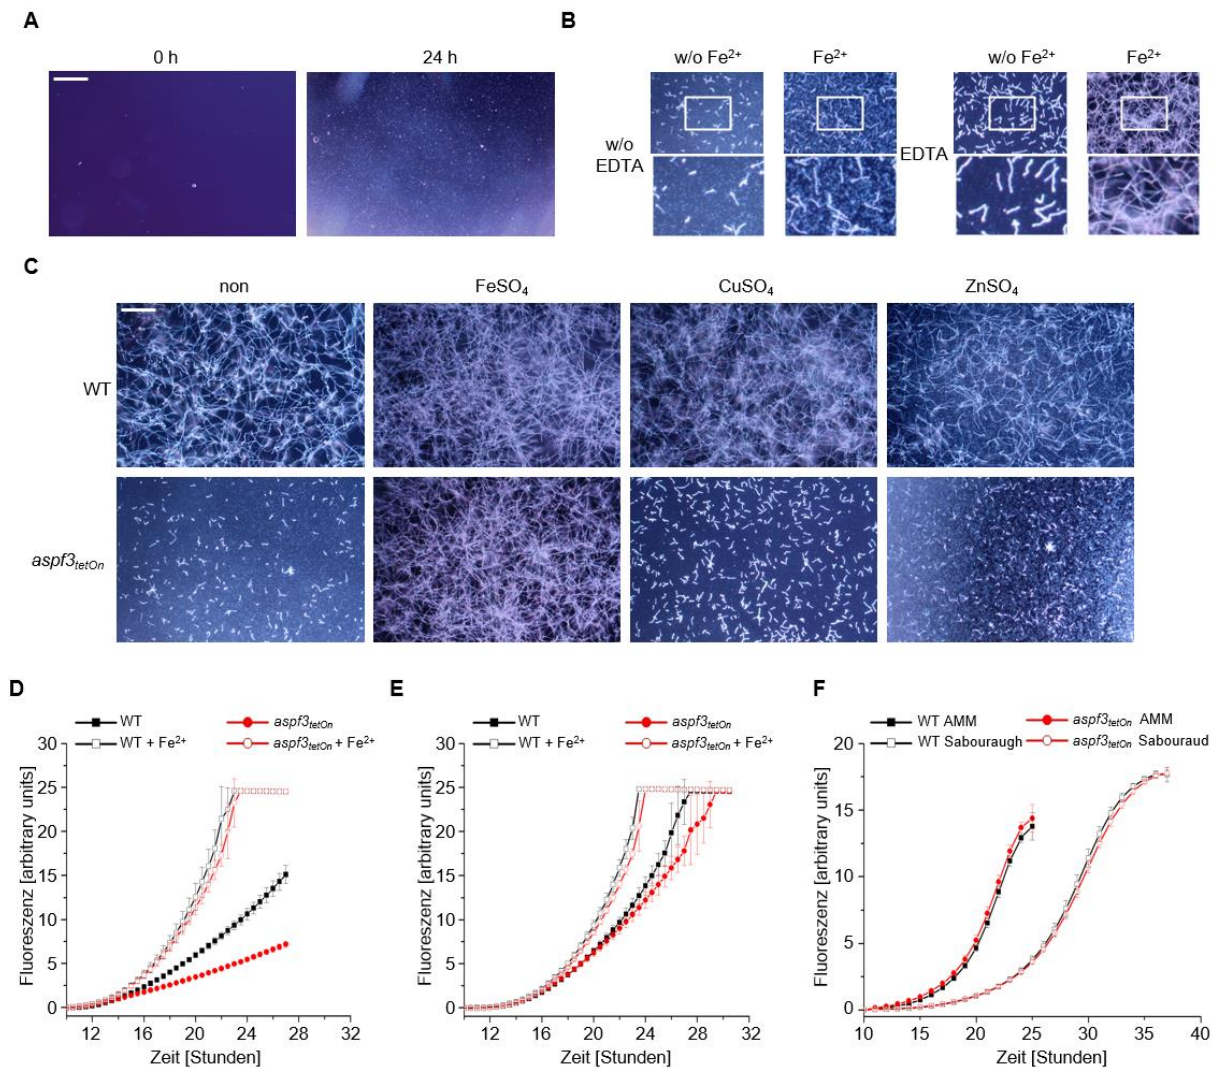 A
0 h
24 h
B
w/o Fe²⁺
Fe²⁺
w/o Fe²⁺
Fe²⁺
w/o
EDTA
EDTA
C
non
FeSO₄
CuSO₄
ZnSO₄
WT
aspf3tetOn
D
WT
aspf3tetOn
WT + Fe²⁺
aspf3tetOn + Fe²⁺
30
25
20
15
10
5
0
Fluoreszenz [arbitrary units]
12 16 20 24 28 32
Zeit [Stunden]
E
WT
aspf3tetOn
WT + Fe²⁺
aspf3tetOn + Fe²⁺
30
25
20
15
10
5
0
Fluoreszenz [arbitrary units]
12 16 20 24 28 32
Zeit [Stunden]
F
WT AMM
aspf3tetOn AMM
WT Sabouraugh
aspf3tetOn Sabouraud
20
15
10
5
0
Fluoreszenz [arbitrary units]
10 20 30 40
Zeit [Stunden]